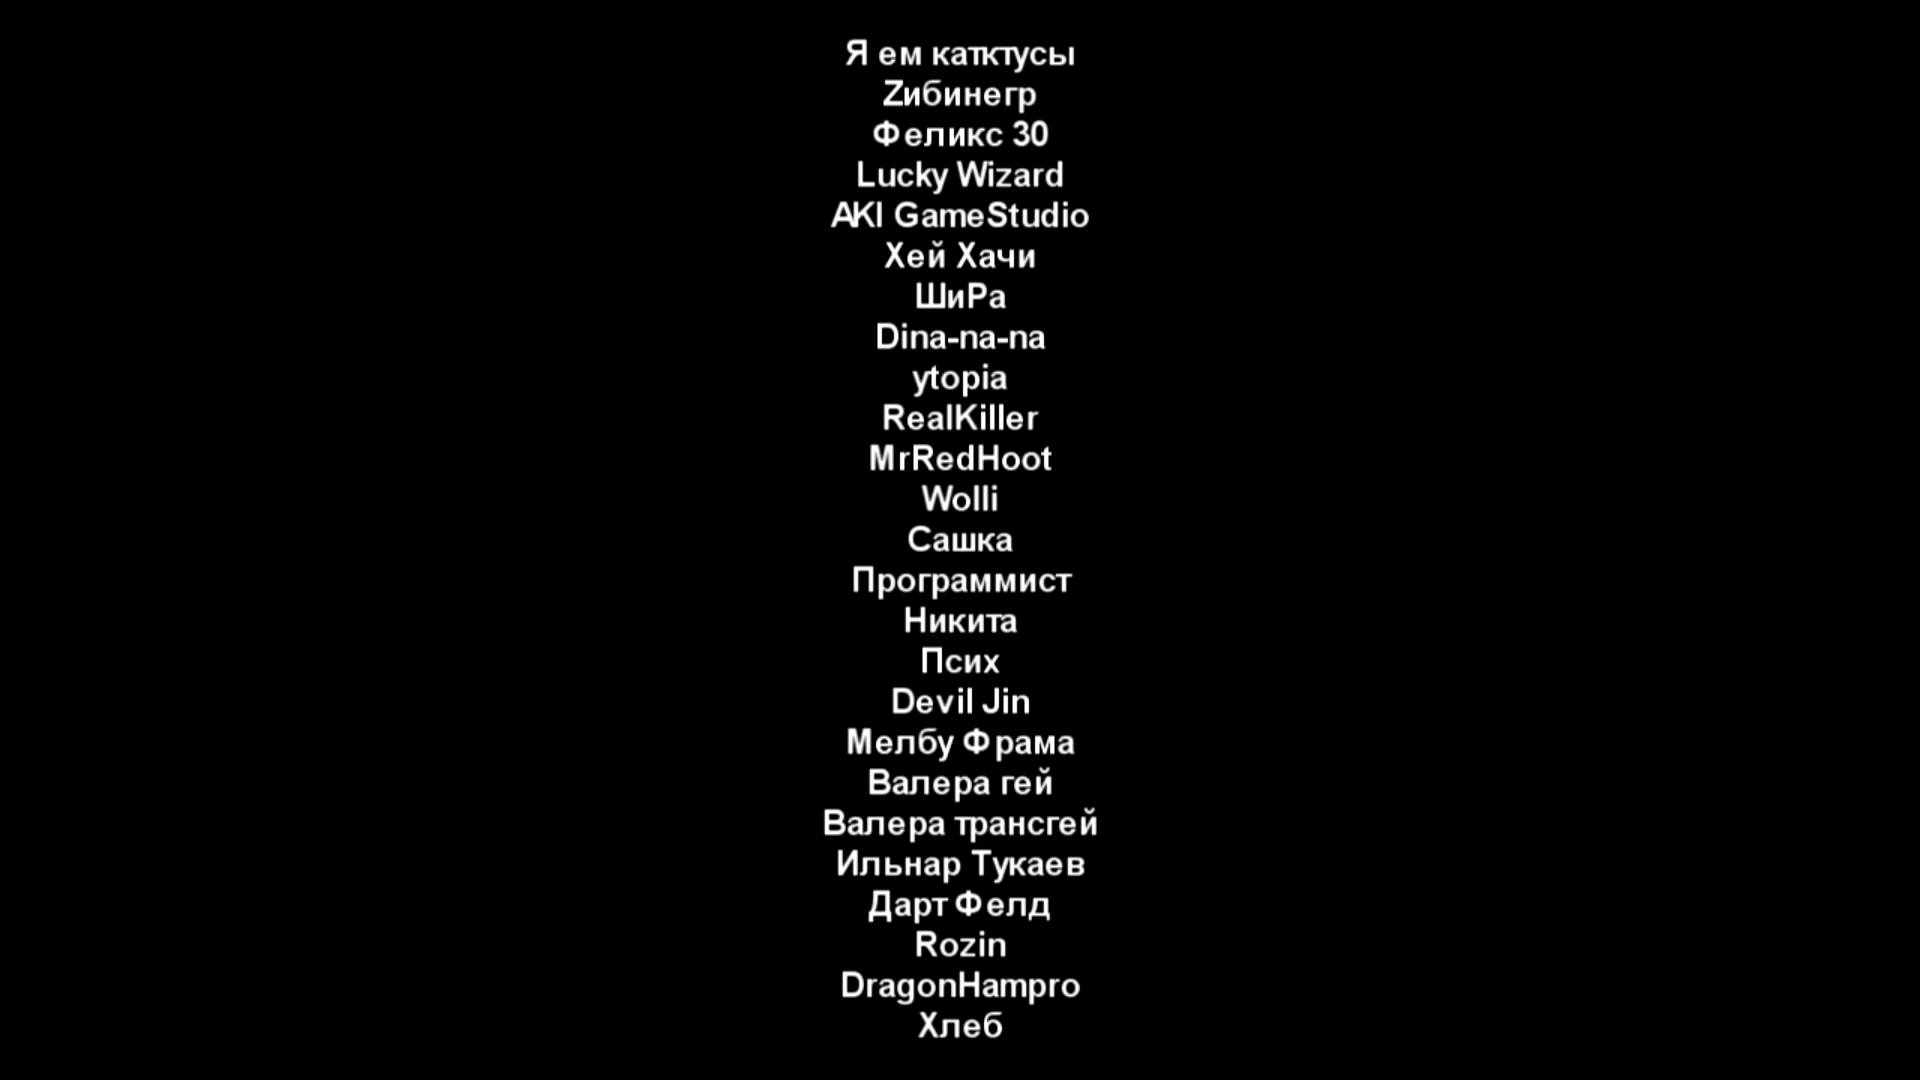 Я ем катктусы
Zибинегр
Феликс 30
Lucky Wizard
AKI GameStudio
Хей Хачи
ШиРа
Dina-na-na
ytopia
RealKiller
MrRedHoot
Wolli
Сашка
Программист
Никита
Псих
Devil Jin
Мелбу Фрама
Валера гей
Валера трансгей
Ильнар Тукаев
Дарт Фелд
Rozin
DragonHampro
Хлеб